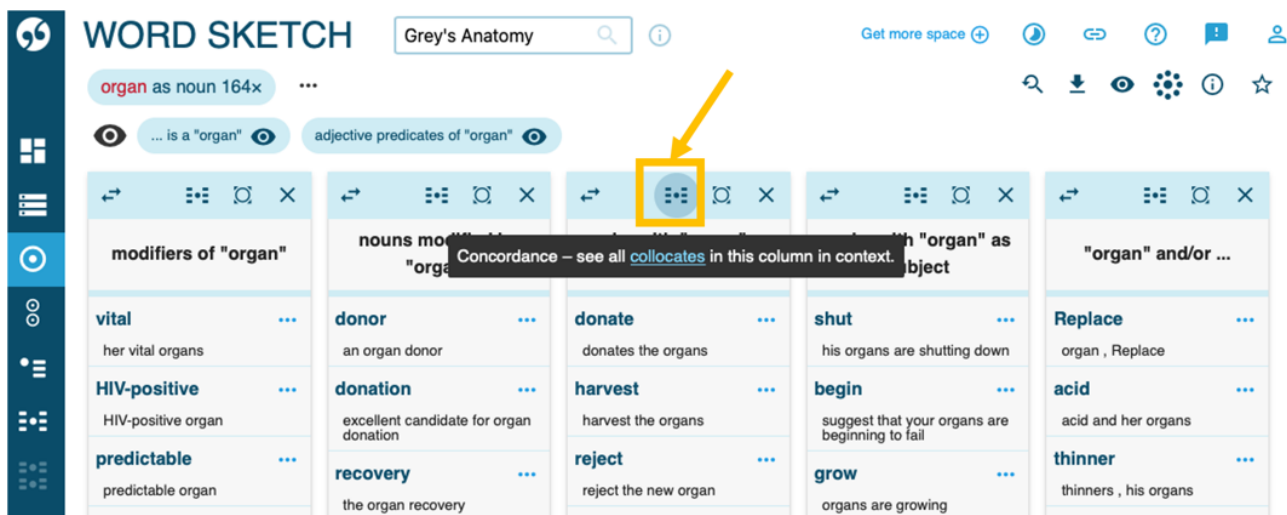 WORD SKETCH
Grey's Anatomy
Get more space
organ as noun 164×
... is a "organ"
adjective predicates of "organ"
modifiers of "organ"
nouns
Concordance – see all collocates in this column in context.
"organ" as
"organ" and/or ...
vital
her vital organs
HIV-positive
HIV-positive organ
predictable
predictable organ
donor
an organ donor
donation
excellent candidate for organ
donation
recovery
the organ recovery
donate
donates the organs
harvest
harvest the organs
reject
reject the new organ
shut
his organs are shutting down
begin
suggest that your organs are
beginning to fail
grow
organs are growing
Replace
organ , Replace
acid
acid and her organs
thinner
thinners , his organs